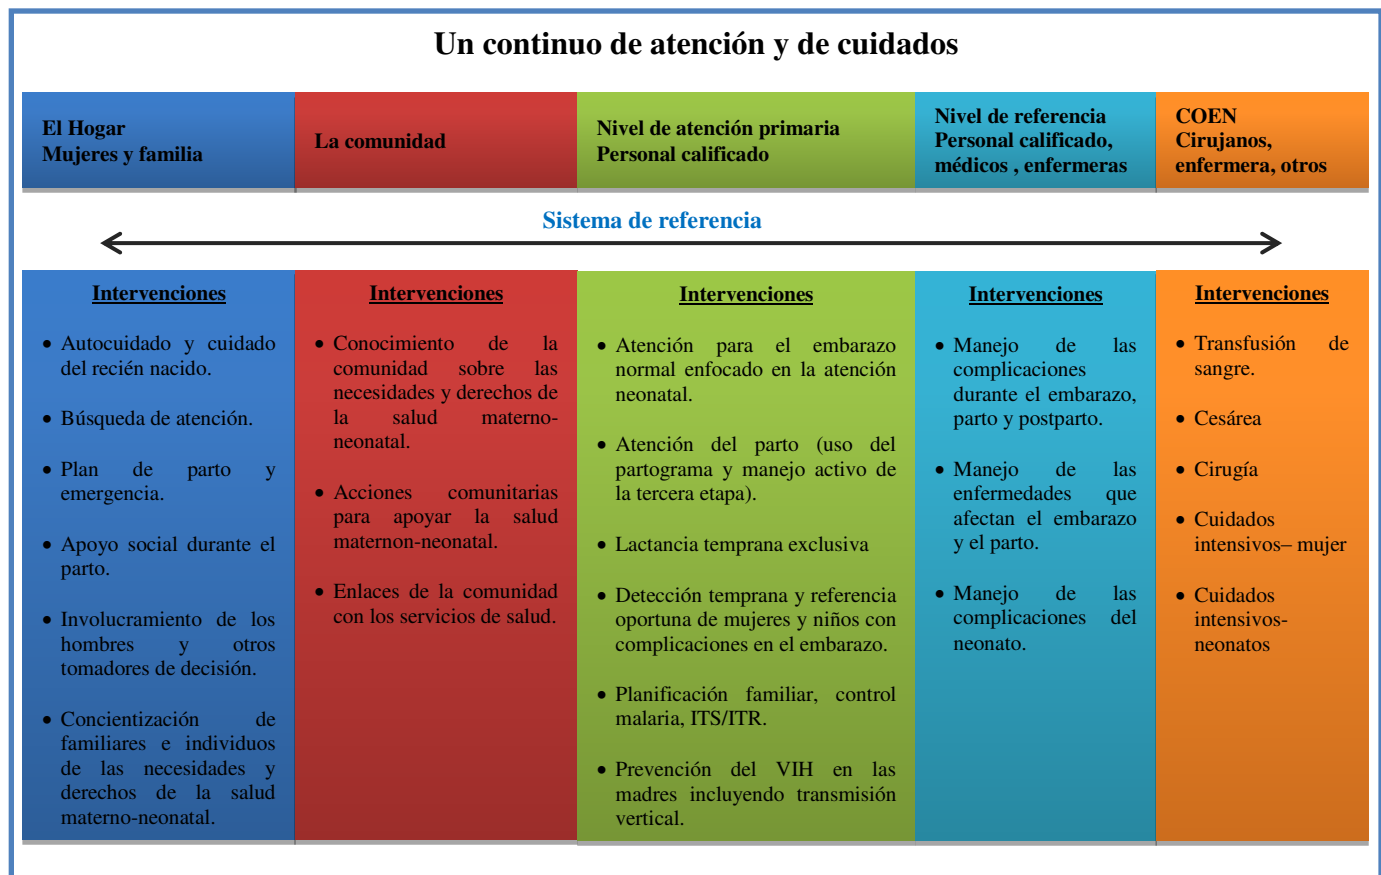 Un continuo de atención y de cuidados
El Hogar
Mujeres y familia
La comunidad
Nivel de atención primaria
Personal calificado
Nivel de referencia
Personal calificado,
médicos , enfermeras
COEN
Cirujanos,
enfermera, otros
Sistema de referencia
Intervenciones
• Autocuidado y cuidado
del recién nacido.
• Búsqueda de atención.
• Plan de parto y
emergencia.
• Apoyo social durante el
parto.
• Involucramiento de los
hombres y otros
tomadores de decisión.
• Concientización de
familiares e individuos
de las necesidades y
derechos de la salud
materno-neonatal.
Intervenciones
• Conocimiento de la
comunidad sobre las
necesidades y derechos de
la salud materno-
neonatal.
• Acciones comunitarias
para apoyar la salud
maternon-neonatal.
• Enlaces de la comunidad
con los servicios de salud.
Intervenciones
• Atención para el embarazo
normal enfocado en la atención
neonatal.
• Atención del parto (uso del
partograma y manejo activo de
la tercera etapa).
• Lactancia temprana exclusiva
• Detección temprana y referencia
oportuna de mujeres y niños con
complicaciones en el embarazo.
• Planificación familiar, control
malaria, ITS/ITR.
• Prevención del VIH en las
madres incluyendo transmisión
vertical.
Intervenciones
• Manejo de las
complicaciones
durante el embarazo,
parto y postparto.
• Manejo de las
enfermedades que
afectan el embarazo
y el parto.
• Manejo de las
complicaciones del
neonato.
Intervenciones
• Transfusión de
sangre.
• Cesárea
• Cirugía
• Cuidados
intensivos– mujer
• Cuidados
intensivos-
neonatos